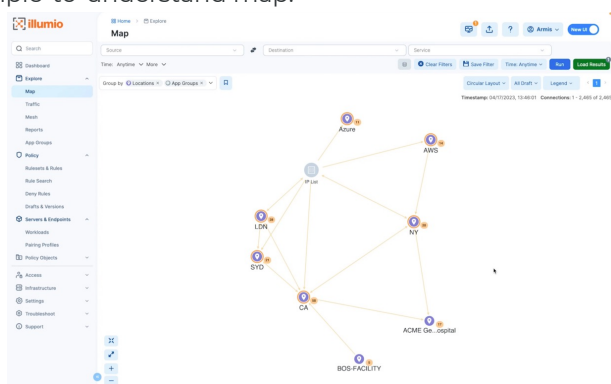 ple to understand map.
illumio
Home Explore
Map
Armis New UI
Search
Source Destination Service
Time: Anytime More Clear Filters Save Filter Time: Anytime Run Load Results
Group by Locations × App Groups × Circular Layout All Draft Legend 1
Timestamp: 04/17/2023, 13:46:01 Connections: 1 - 2,465 of 2,465
Dashboard
Explore
Map
Traffic
Mesh
Reports
App Groups
Policy
Rulesets & Rules
Rule Search
Deny Rules
Drafts & Versions
Servers & Endpoints
Workloads
Pairing Profiles
Policy Objects
Access
Infrastructure
Settings
Troubleshoot
Support
Azure
AWS
IP List
LDN
NY
SYD
CA
ACME Ge...ospital
BOS-FACILITY